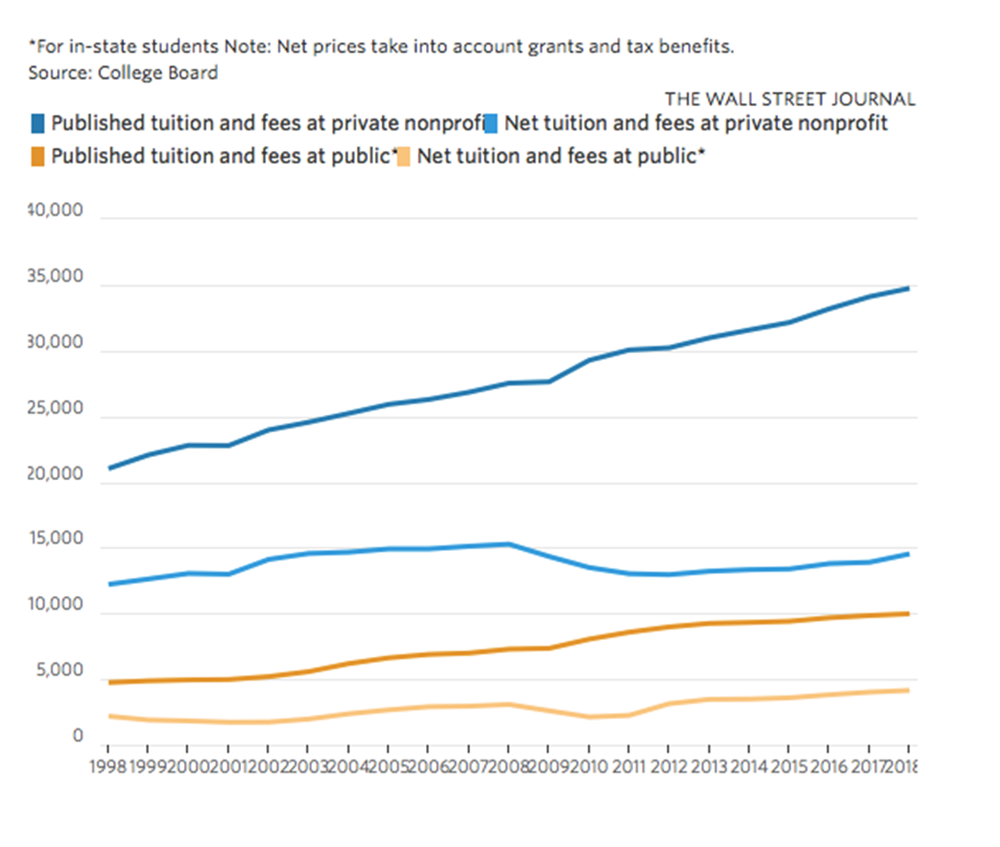 *For in-state students Note: Net prices take into account grants and tax benefits.
Source: College Board
THE WALL STREET JOURNAL
Published tuition and fees at private nonprofi Net tuition and fees at private nonprofit
Published tuition and fees at public* Net tuition and fees at public*
40,000
35,000
30,000
25,000
20,000
15,000
10,000
5,000
0
1998 1999 2000 2001 2002 2003 2004 2005 2006 2007 2008 2009 2010 2011 2012 2013 2014 2015 2016 2017 2018